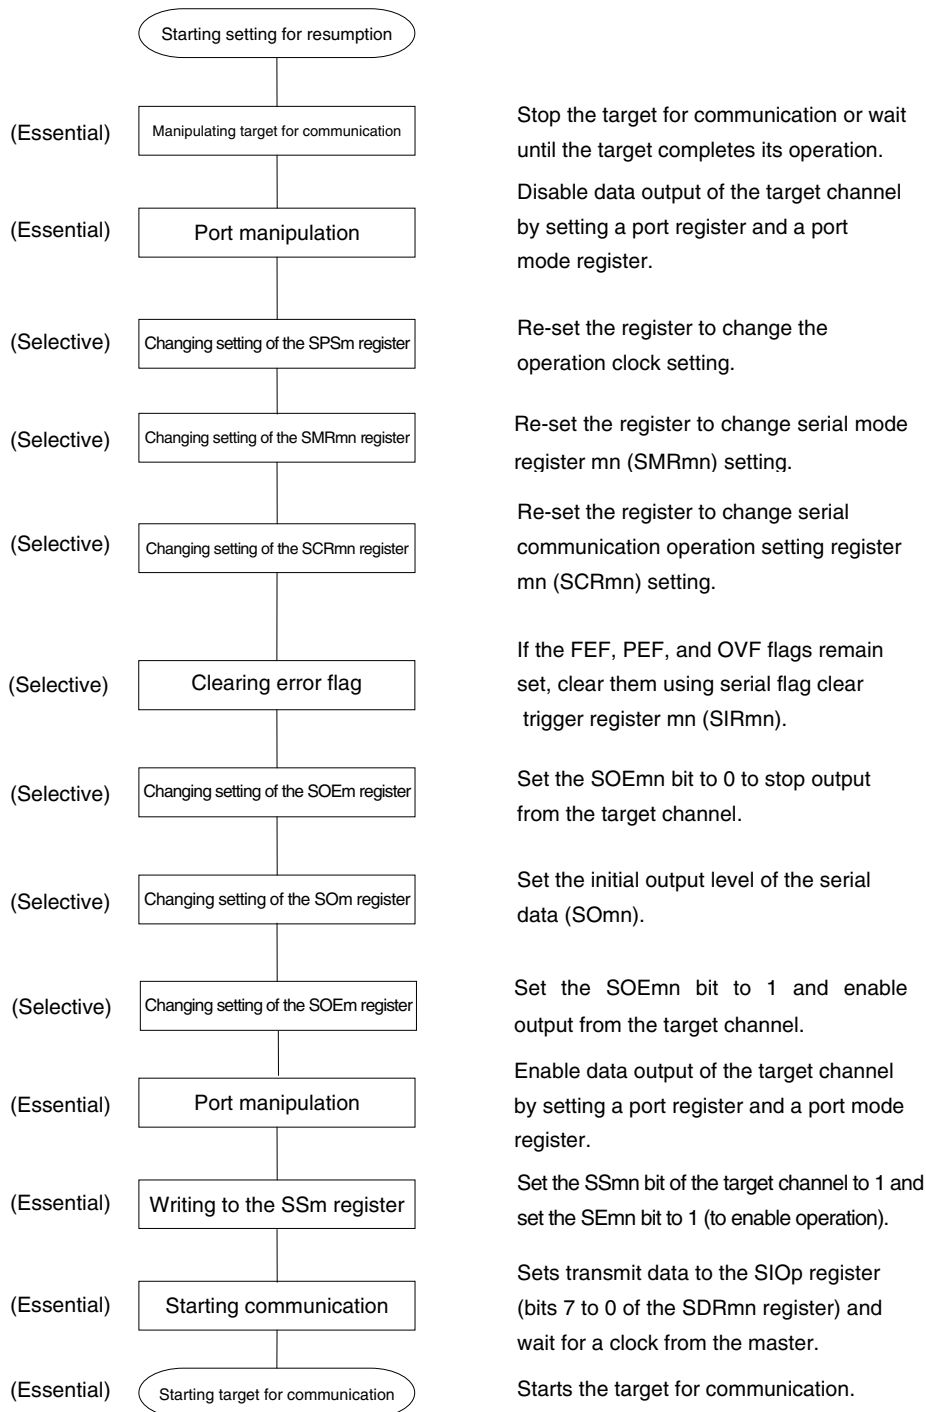 Starting setting for resumption
(Essential)
Manipulating target for communication
Stop the target for communication or wait
until the target completes its operation.
(Essential)
Port manipulation
Disable data output of the target channel
by setting a port register and a port
mode register.
(Selective)
Changing setting of the SPSm register
Re-set the register to change the
operation clock setting.
(Selective)
Changing setting of the SMRmn register
Re-set the register to change serial mode
register mn (SMRmn) setting.
(Selective)
Changing setting of the SCRmn register
Re-set the register to change serial
communication operation setting register
mn (SCRmn) setting.
(Selective)
Clearing error flag
If the FEF, PEF, and OVF flags remain
set, clear them using serial flag clear
trigger register mn (SIRmn).
(Selective)
Changing setting of the SOEm register
Set the SOEmn bit to 0 to stop output
from the target channel.
(Selective)
Changing setting of the SOm register
Set the initial output level of the serial
data (SOmn).
(Selective)
Changing setting of the SOEm register
Set the SOEmn bit to 1 and enable
output from the target channel.
(Essential)
Port manipulation
Enable data output of the target channel
by setting a port register and a port mode
register.
(Essential)
Writing to the SSm register
Set the SSmn bit of the target channel to 1 and
set the SEmn bit to 1 (to enable operation).
(Essential)
Starting communication
Sets transmit data to the SIOp register
(bits 7 to 0 of the SDRmn register) and
wait for a clock from the master.
(Essential)
Starting target for communication
Starts the target for communication.